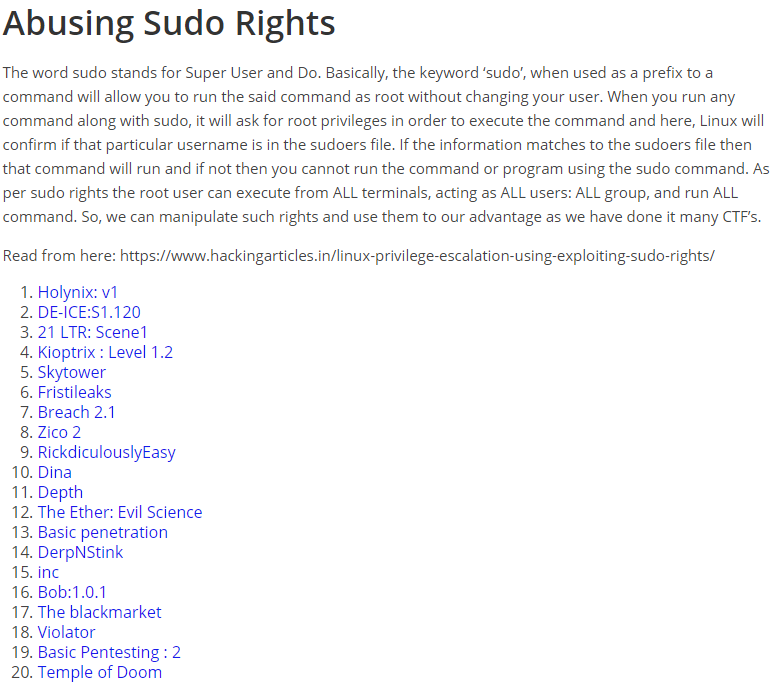 Abusing Sudo Rights
The word sudo stands for Super User and Do. Basically, the keyword ‘sudo’, when used as a prefix to a
command will allow you to run the said command as root without changing your user. When you run any
command along with sudo, it will ask for root privileges in order to execute the command and here, Linux will
confirm if that particular username is in the sudoers file. If the information matches to the sudoers file then
that command will run and if not then you cannot run the command or program using the sudo command. As
per sudo rights the root user can execute from ALL terminals, acting as ALL users: ALL group, and run ALL
command. So, we can manipulate such rights and use them to our advantage as we have done it many CTF’s.
Read from here: https://www.hackingarticles.in/linux-privilege-escalation-using-exploiting-sudo-rights/
1. Holynix: v1
2. DE-ICE:S1.120
3. 21 LTR: Scene1
4. Kioptrix : Level 1.2
5. Skytower
6. Fristileaks
7. Breach 2.1
8. Zico 2
9. RickdiculouslyEasy
10. Dina
11. Depth
12. The Ether: Evil Science
13. Basic penetration
14. DerpNStink
15. inc
16. Bob:1.0.1
17. The blackmarket
18. Violator
19. Basic Pentesting : 2
20. Temple of Doom